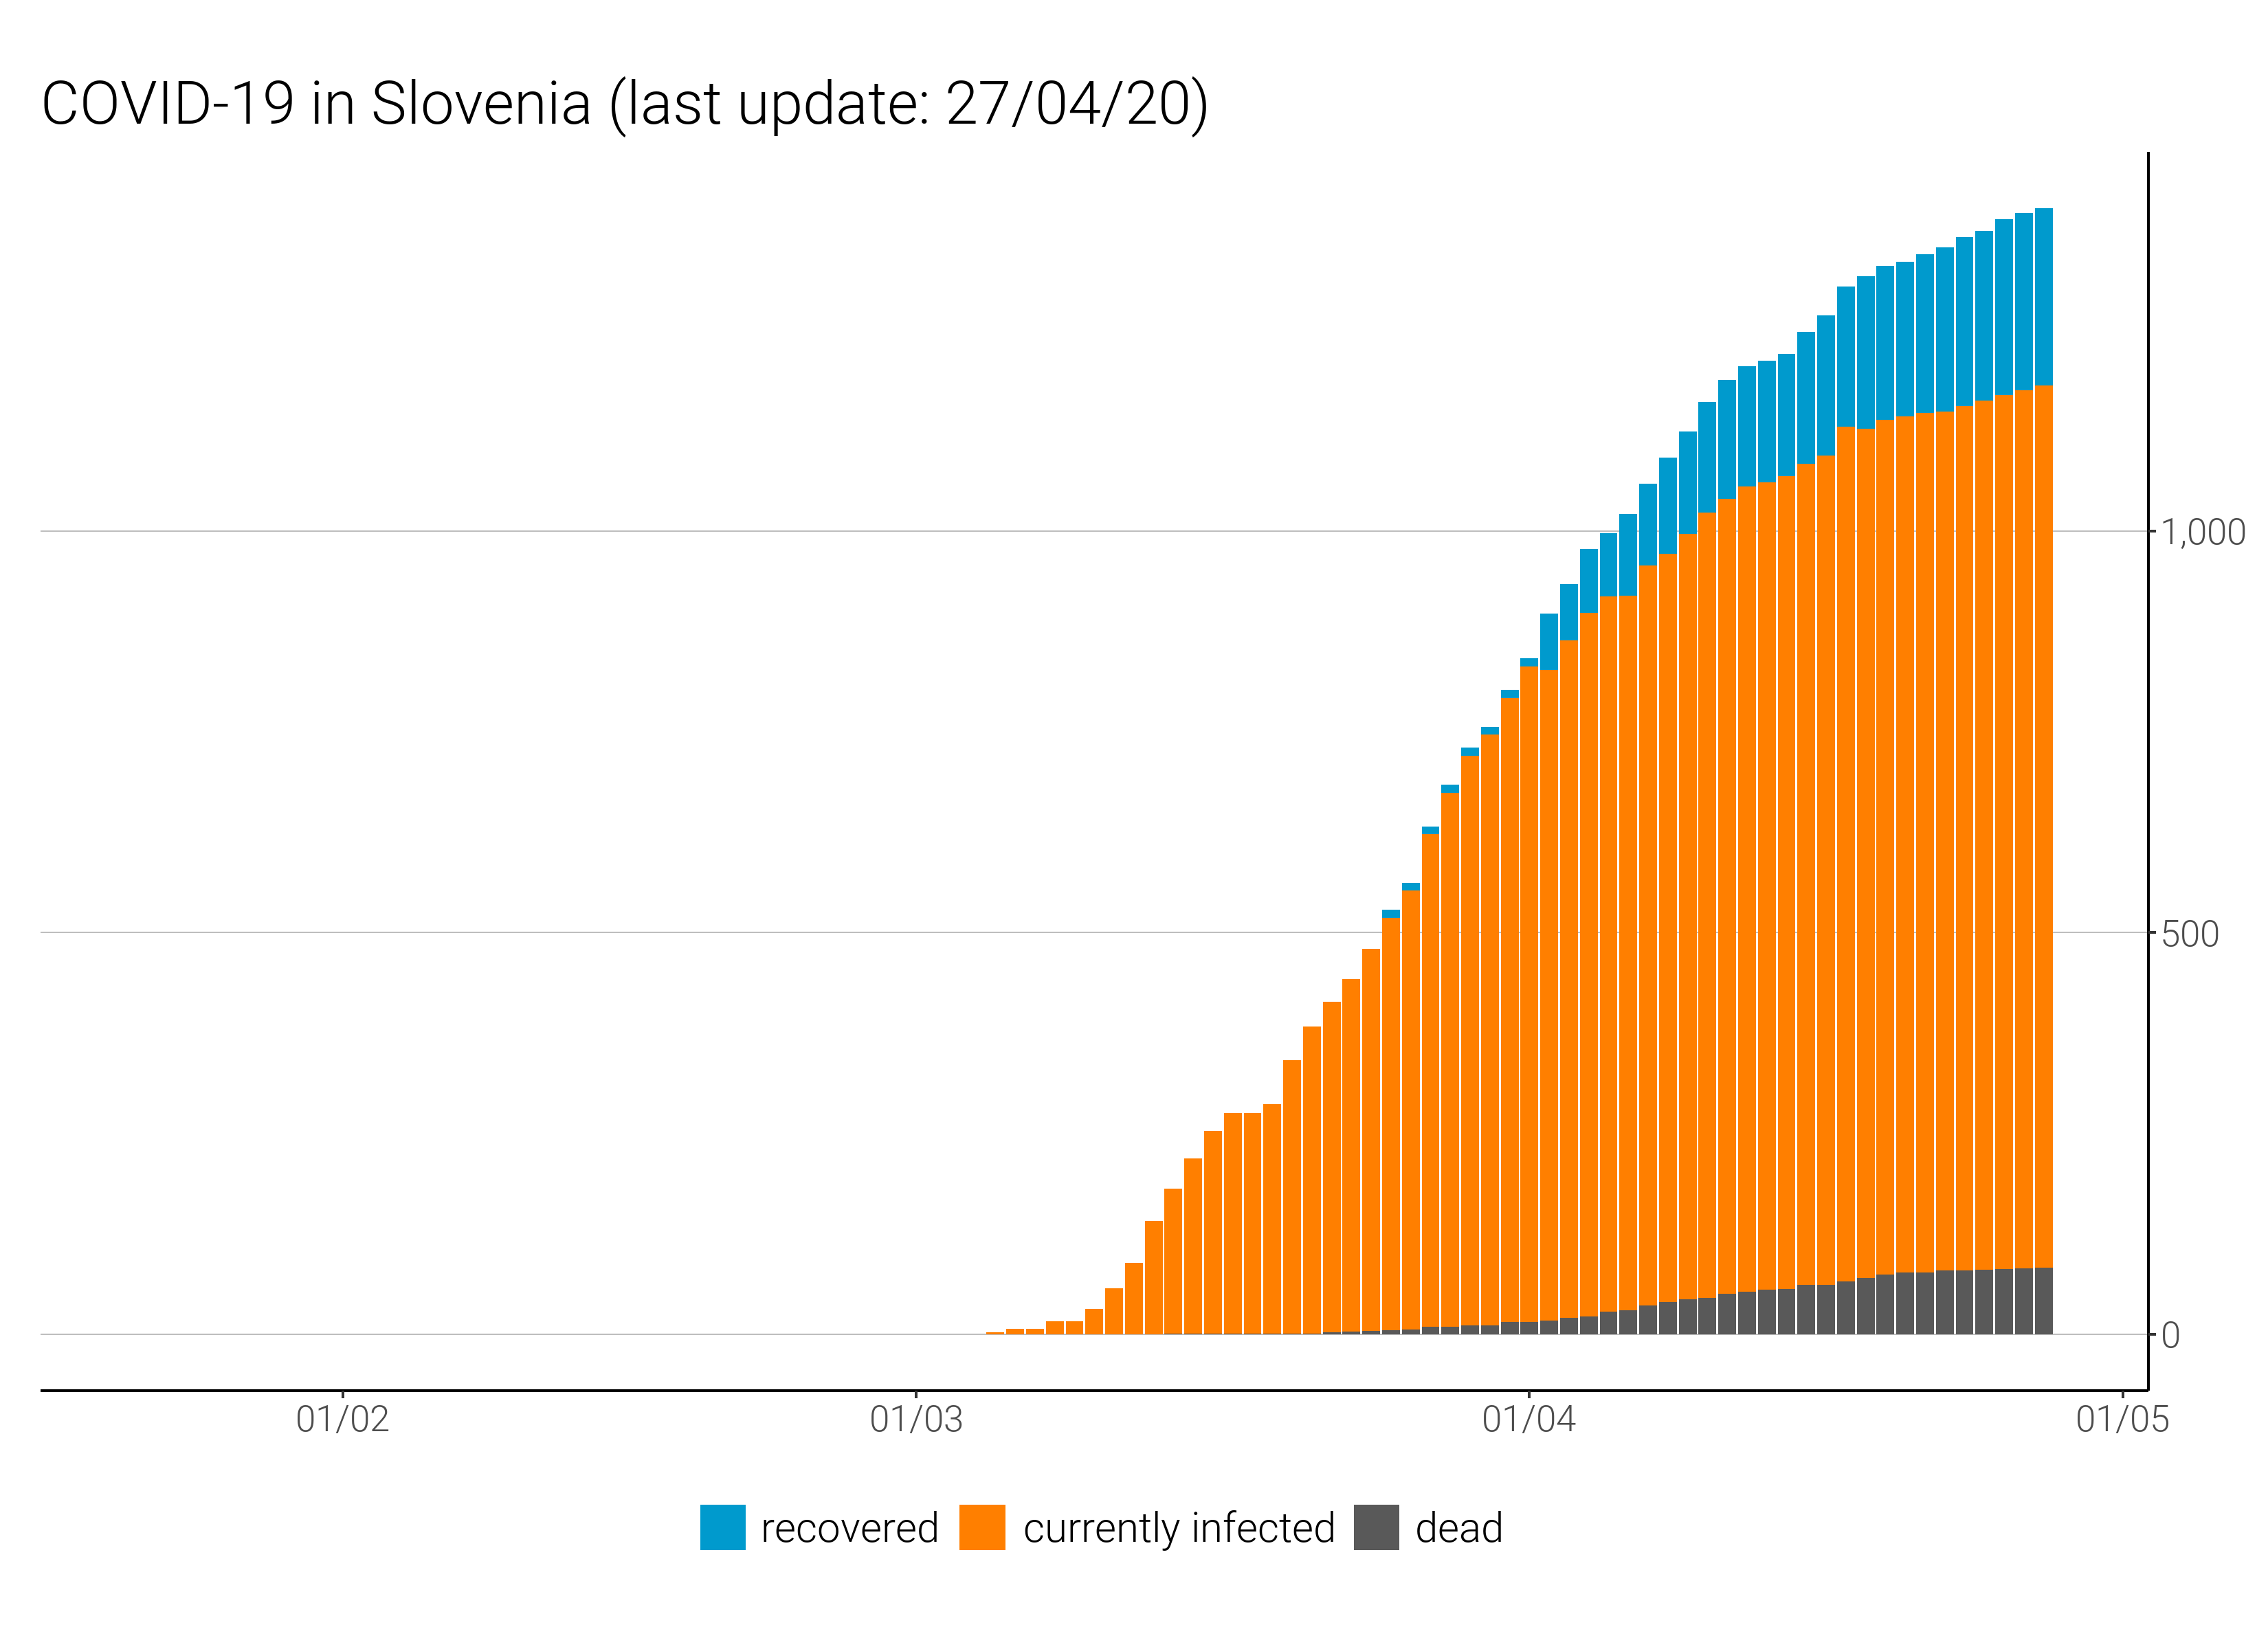 COVID-19 in Slovenia (last update: 27/04/20)
1,000
500
0
01/02 01/03 01/04 01/05
recovered currently infected dead